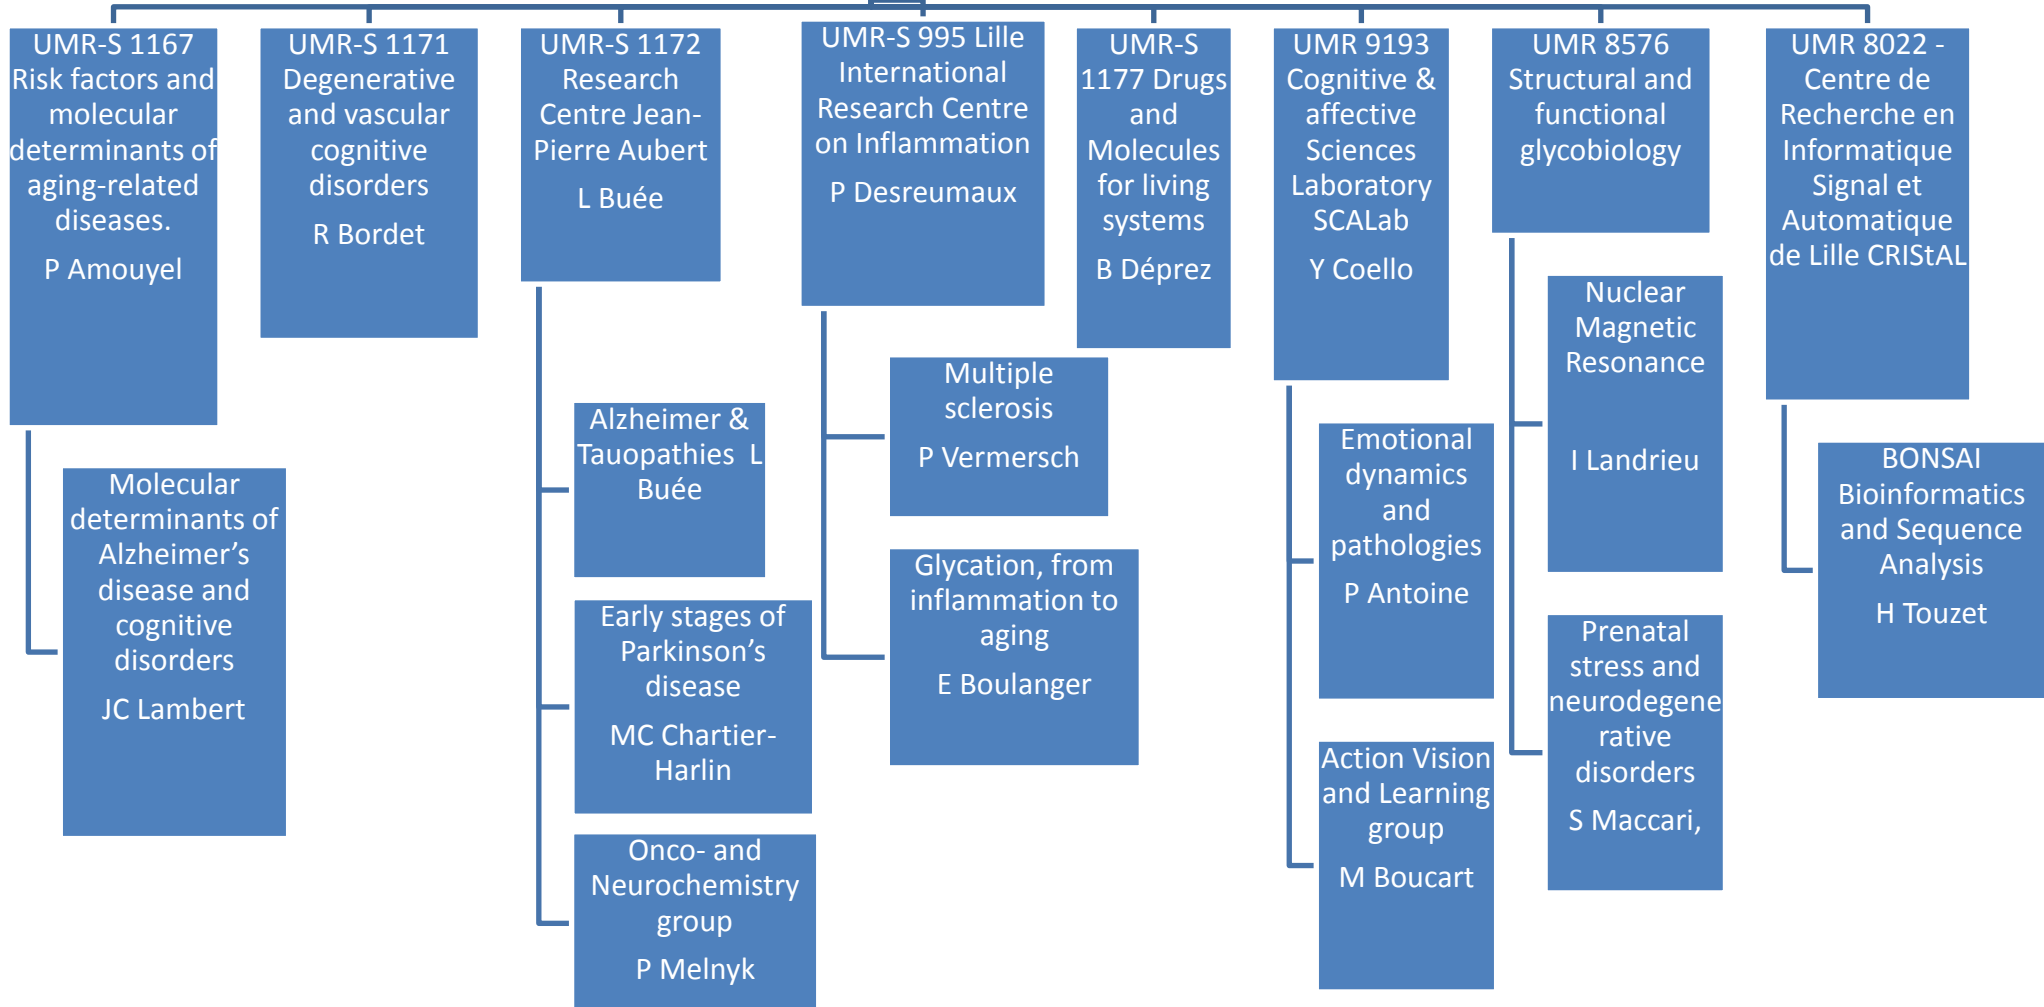 UMR-S 1167
Risk factors and
molecular
determinants of
aging-related
diseases.
P Amouyel
Molecular
determinants of
Alzheimer’s
disease and
cognitive
disorders
JC Lambert
UMR-S 1171
Degenerative
and vascular
cognitive
disorders
R Bordet
UMR-S 1172
Research
Centre Jean-
Pierre Aubert
L Buée
Alzheimer &
Tauopathies L
Buée
Early stages of
Parkinson’s
disease
MC Chartier-
Harlin
Onco- and
Neurochemistry
group
P Melnyk
UMR-S 995 Lille
International
Research Centre
on Inflammation
P Desreumaux
Multiple
sclerosis
P Vermersch
Glycation, from
inflammation to
aging
E Boulanger
UMR-S
1177 Drugs
and
Molecules
for living
systems
B Déprez
UMR 9193
Cognitive &
affective
Sciences
Laboratory
SCALab
Y Coello
Emotional
dynamics
and
pathologies
P Antoine
Action Vision
and Learning
group
M Boucart
UMR 8576
Structural and
functional
glycobiology
Nuclear
Magnetic
Resonance
I Landrieu
Prenatal
stress and
neurodegene
rative
disorders
S Maccari,
UMR 8022 -
Centre de
Recherche en
Informatique
Signal et
Automatique
de Lille CRIStAL
BONSAI
Bioinformatics
and Sequence
Analysis
H Touzet